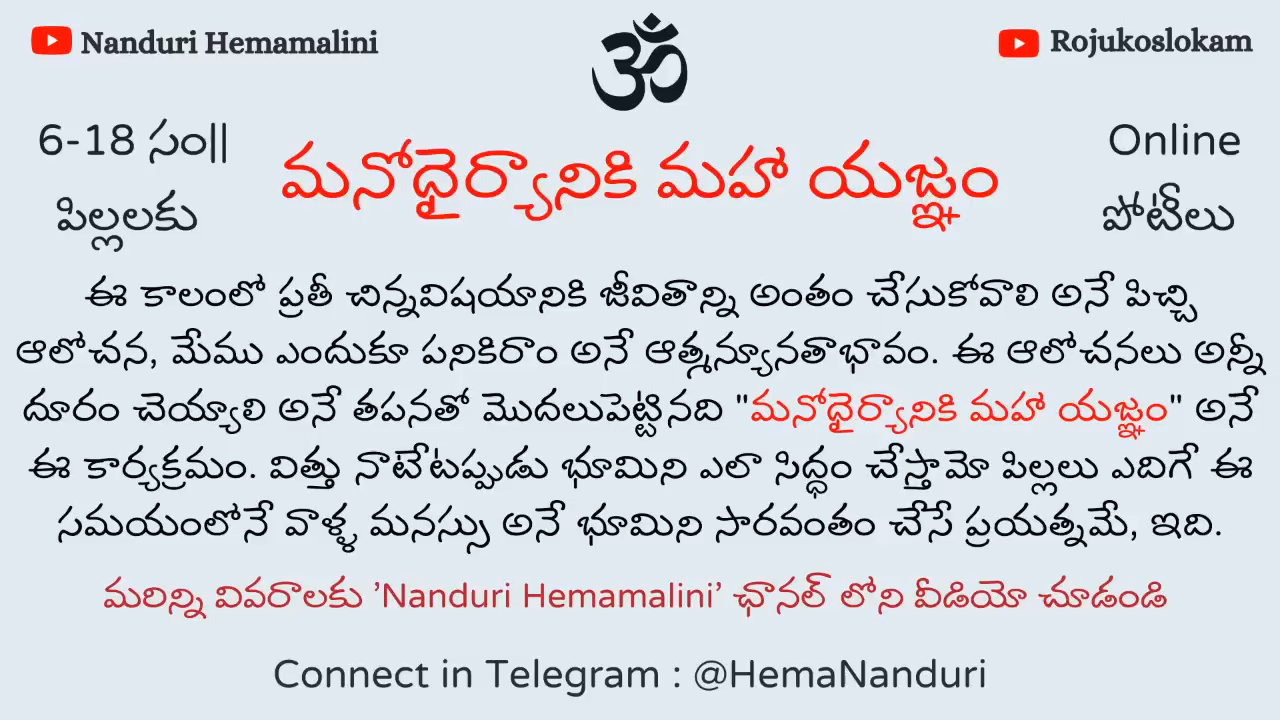 Nanduri Hemamalini
ॐ
Rojukoslokam
6-18 సం||
పిల్లలకు
మనోధైర్యానికి మహా యజ్ఞం
Online
పోటీలు
ఈ కాలంలో ప్రతీ చిన్నవిషయానికి జీవితాన్ని అంతం చేసుకోవాలి అనే పిచ్చి
ఆలోచన, మేము ఎందుకూ పనికిరాం అనే ఆత్మన్యూనతాభావం. ఈ ఆలోచనలు అన్నీ
దూరం చెయ్యాలి అనే తపనతో మొదలుపెట్టినది "మనోధైర్యానికి మహా యజ్ఞం" అనే
ఈ కార్యక్రమం. విత్తు నాటేటప్పుడు భూమిని ఎలా సిద్ధం చేస్తామో పిల్లలు ఎదిగే ఈ
సమయంలోనే వాళ్ళ మనస్సు అనే భూమిని సారవంతం చేసే ప్రయత్నమే, ఇది.
మరిన్ని వివరాలకు ’Nanduri Hemamalini’ ఛానల్ లోని వీడియో చూడండి
Connect in Telegram : @HemaNanduri